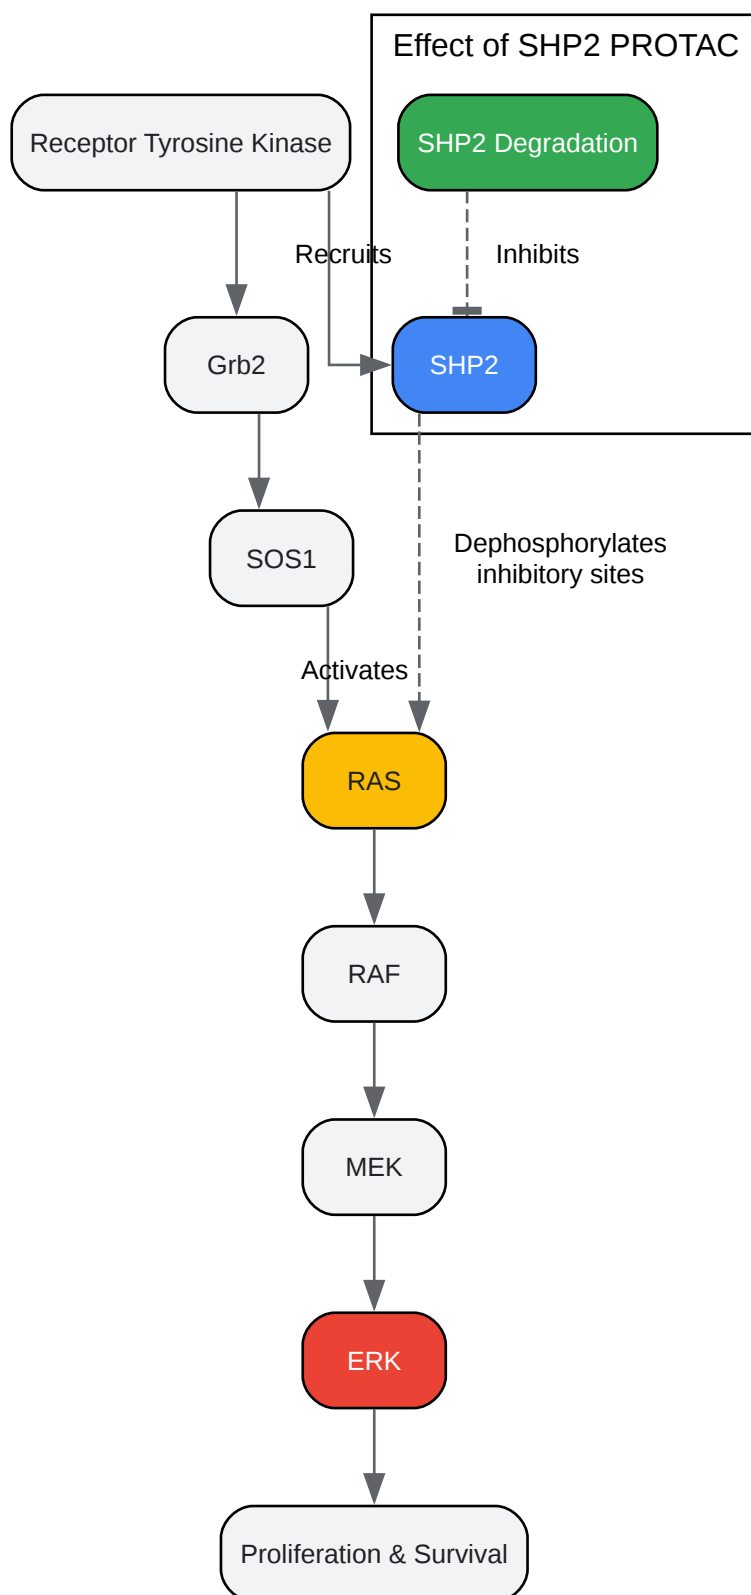 Effect of SHP2 PROTAC
Receptor Tyrosine Kinase
SHP2 Degradation
Recruits
Inhibits
Grb2
SHP2
SOS1
Dephosphorylates
inhibitory sites
Activates
RAS
RAF
MEK
ERK
Proliferation & Survival